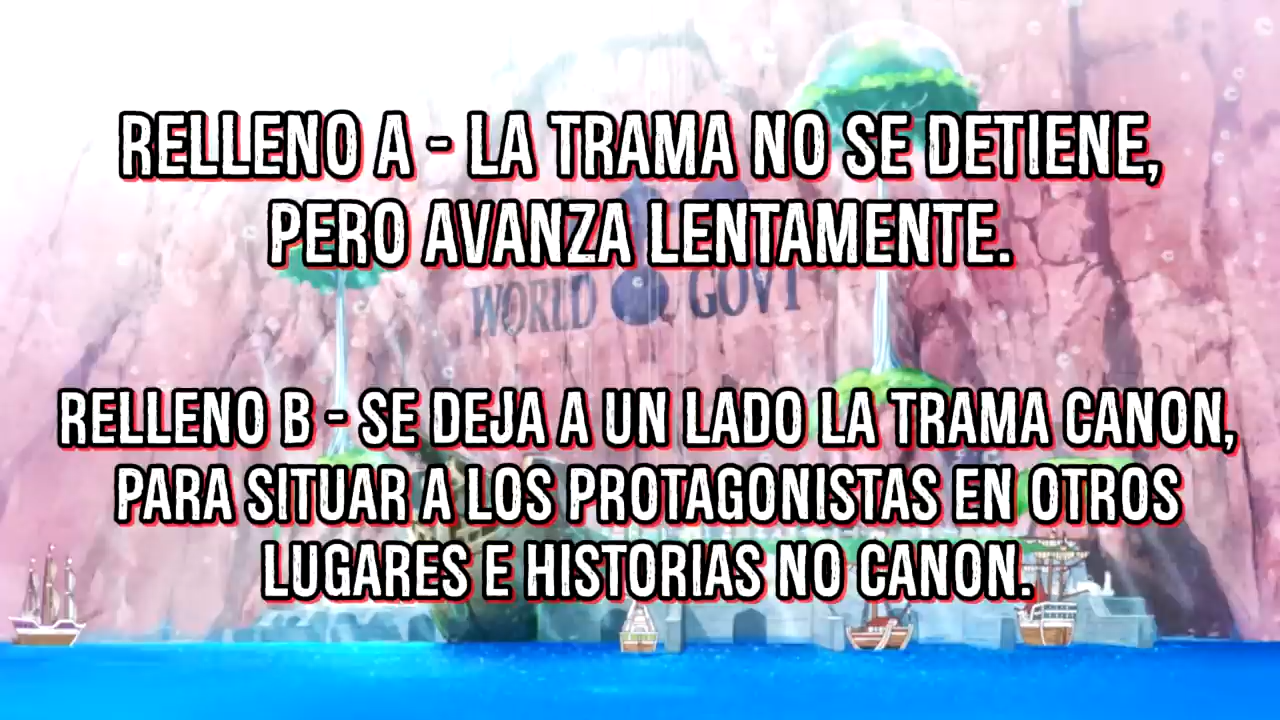 RELLENO A - LA TRAMA NO SE DETIENE,
PERO AVANZA LENTAMENTE.
WORLD GOVT
RELLENO B - SE DEJA A UN LADO LA TRAMA CANON,
PARA SITUAR A LOS PROTAGONISTAS EN OTROS
LUGARES E HISTORIAS NO CANON.